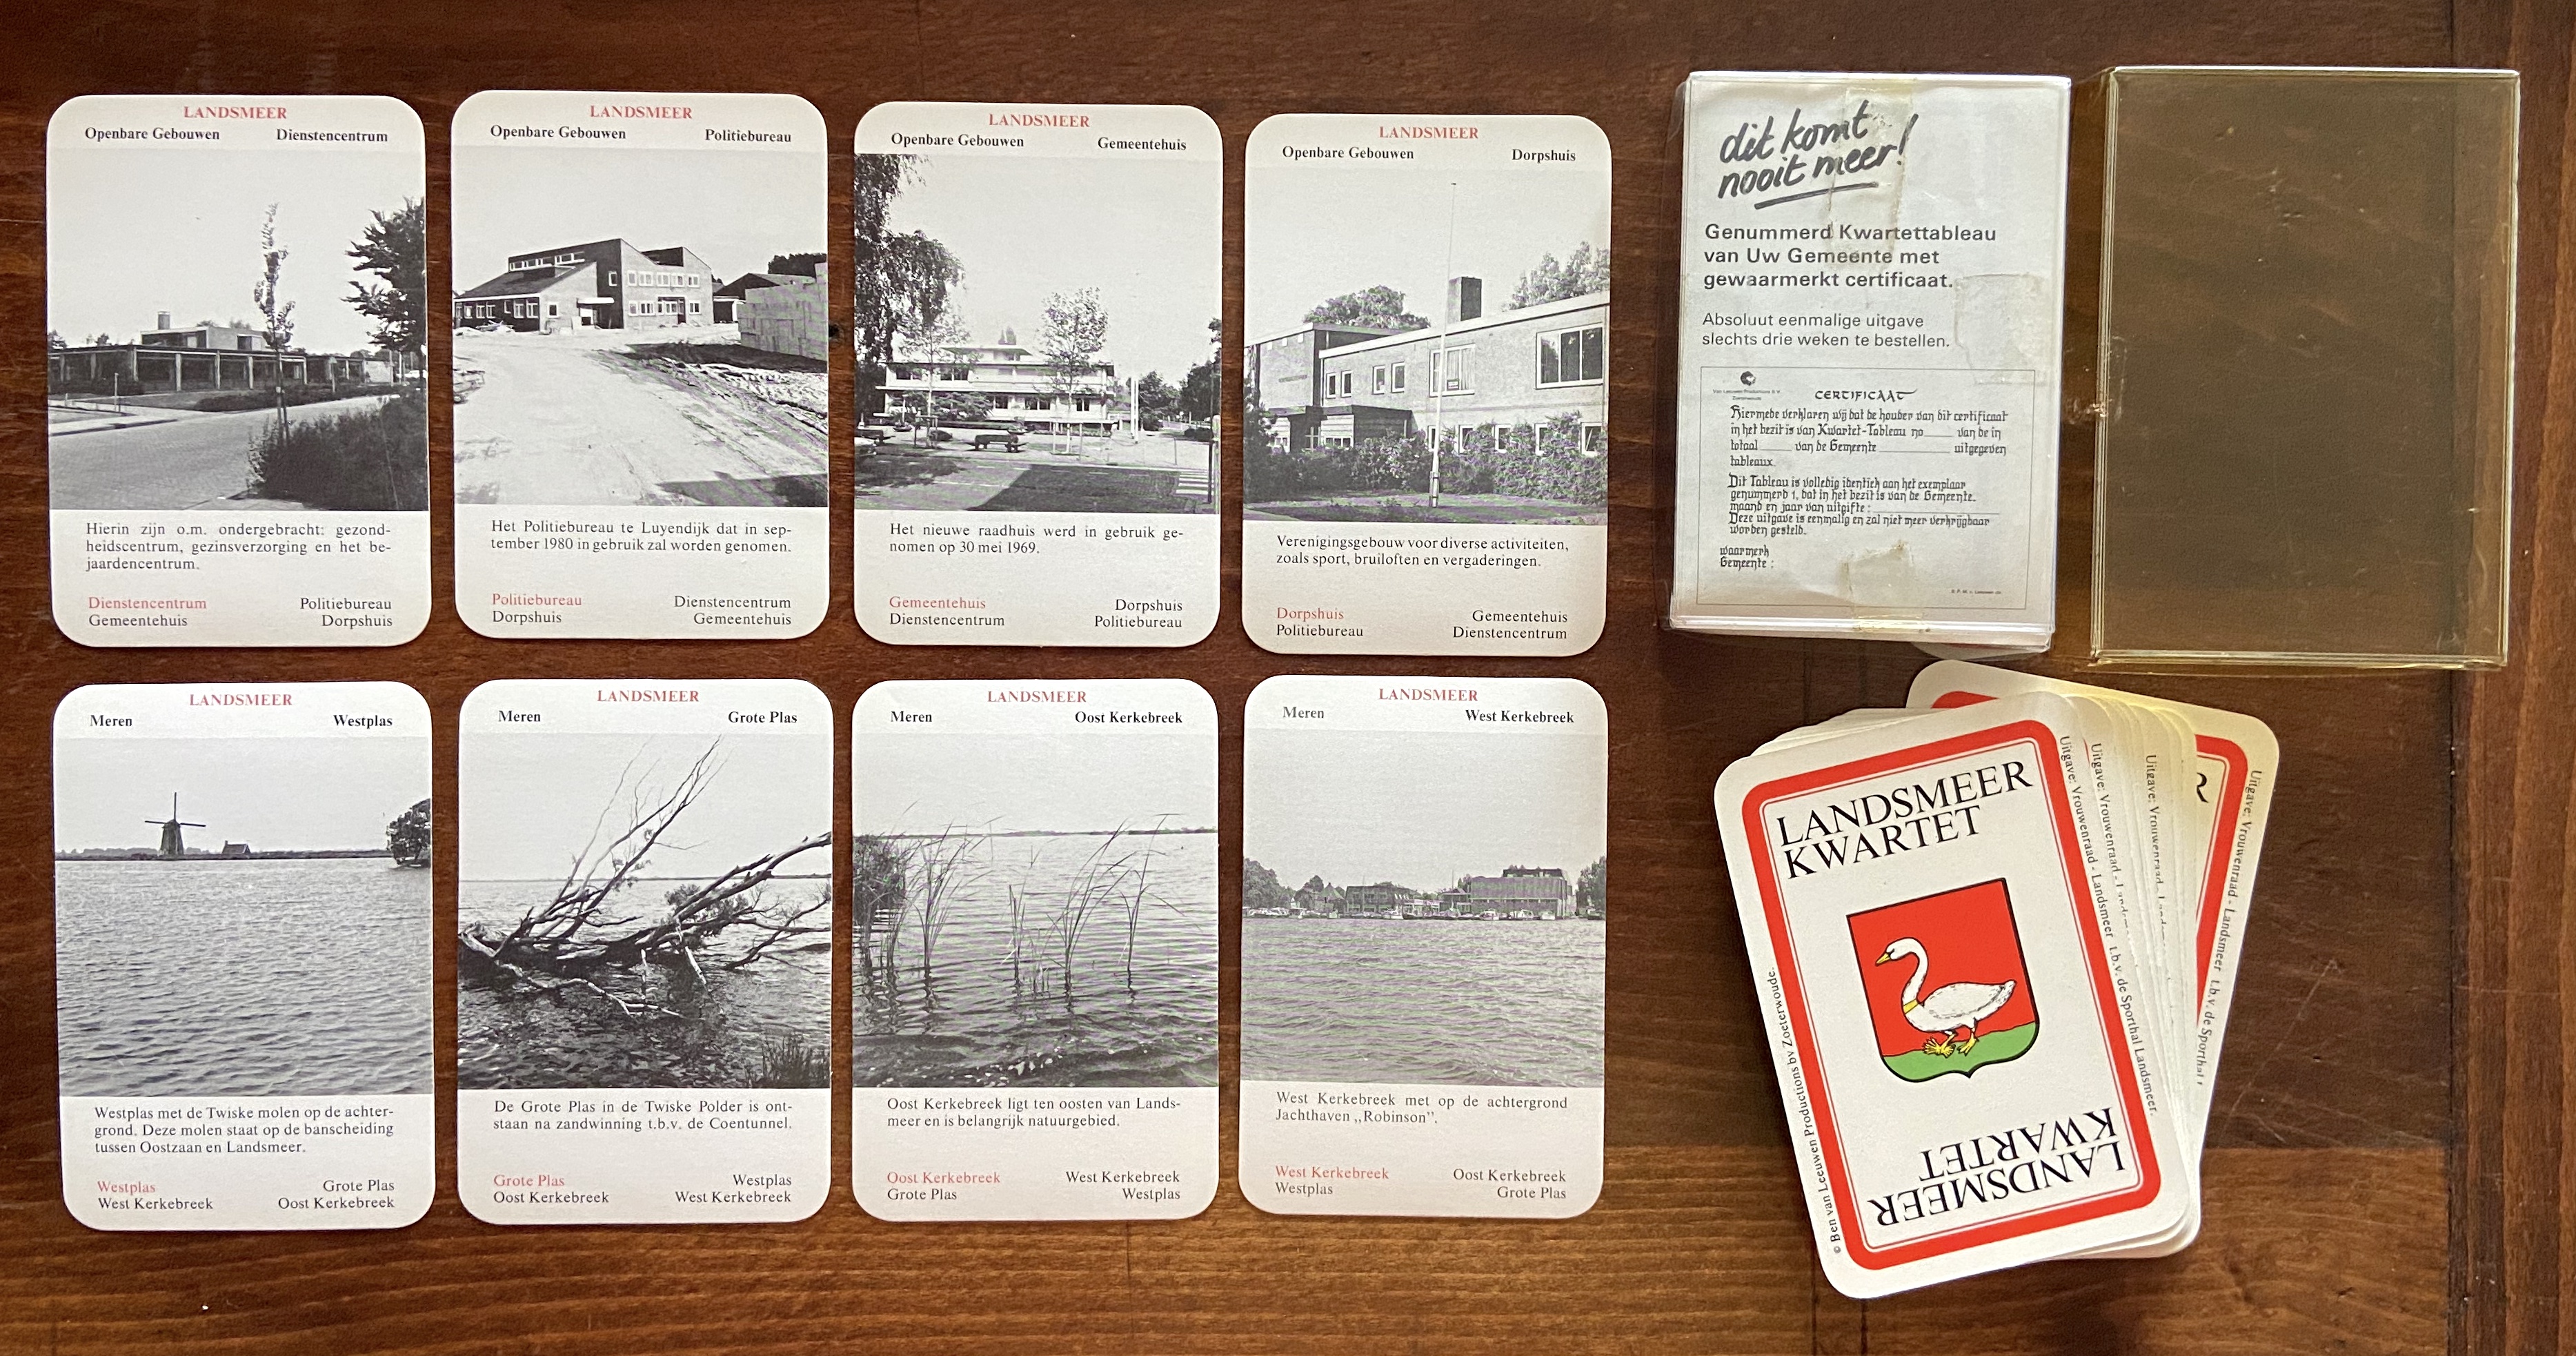 LANDSMEER
Openbare Gebouwen Dienstencentrum
Hierin zijn o.m. ondergebracht: gezond-
heidscentrum, gezinsverzorging en het be-
jaardencentrum.
Dienstencentrum Politiebureau
Gemeentehuis Dorpshuis
LANDSMEER
Openbare Gebouwen Politiebureau
Het Politiebureau te Luyendijk dat in sep-
tember 1980 in gebruik zal worden genomen.
Politiebureau Dienstencentrum
Dorpshuis Gemeentehuis
LANDSMEER
Openbare Gebouwen Gemeentehuis
Het nieuwe raadhuis werd in gebruik ge-
nomen op 30 mei 1969.
Gemeentehuis Dorpshuis
Dienstencentrum Politiebureau
LANDSMEER
Openbare Gebouwen Dorpshuis
Verenigingsgebouw voor diverse activiteiten,
zoals sport, bruiloften en vergaderingen.
Dorpshuis Gemeentehuis
Politiebureau Dienstencentrum
dit komt
nooit meer!
Genummerd Kwartettableau
van Uw Gemeente met
gewaarmerkt certificaat.
Absoluut eenmalige uitgave
slechts drie weken te bestellen.
Van Leeuwen Productions B.V.
CERTIFICAAT
Hiermede verklaren wij dat de houder van dit certificaat
in het bezit is van Kwartet-Tableau no ____ van de in
totaal ____ van de Gemeente ____ uitgegeven
tableaux.
Dit Tableau is volledig identiek aan het exemplaar
genummerd 1, dat in het bezit is van de Gemeente.
maand en jaar van uitgifte: ____
Deze uitgave is eenmalig en zal niet meer verkrijgbaar
worden gesteld.
waarmerk
Gemeente :
LANDSMEER
Meren Westplas
Westplas met de Twiske molen op de achter-
grond. Deze molen staat op de banscheiding
tussen Oostzaan en Landsmeer.
Westplas Grote Plas
West Kerkebreek Oost Kerkebreek
LANDSMEER
Meren Grote Plas
De Grote Plas in de Twiske Polder is ont-
staan na zandwinning t.b.v. de Coentunnel.
Grote Plas Westplas
Oost Kerkebreek West Kerkebreek
LANDSMEER
Meren Oost Kerkebreek
Oost Kerkebreek ligt ten oosten van Lands-
meer en is belangrijk natuurgebied.
Oost Kerkebreek West Kerkebreek
Grote Plas Westplas
LANDSMEER
Meren West Kerkebreek
West Kerkebreek met op de achtergrond
Jachthaven „Robinson”.
West Kerkebreek Oost Kerkebreek
Westplas Grote Plas
LANDSMEER
KWARTET
LANDSMEER
KWARTET
© Ben van Leeuwen Productions bv Zoeterwoude.
Uitgave: Vrouwenraad - Landsmeer t.b.v. de Sporthal Landsmeer.
Uitgave: Vrouwenraad
Uitgave: Vrouwenraad
R
Uitgave: Vrouwenraad - Landsmeer t.b.v. de Sporthal